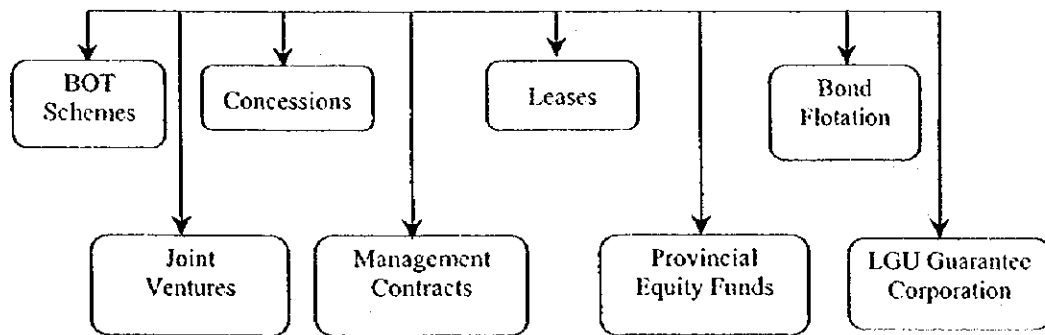 BOT
Schemes
Concessions
Leases
Bond
Flotation
Joint
Ventures
Management
Contracts
Provincial
Equity Funds
LGU Guarantee
Corporation